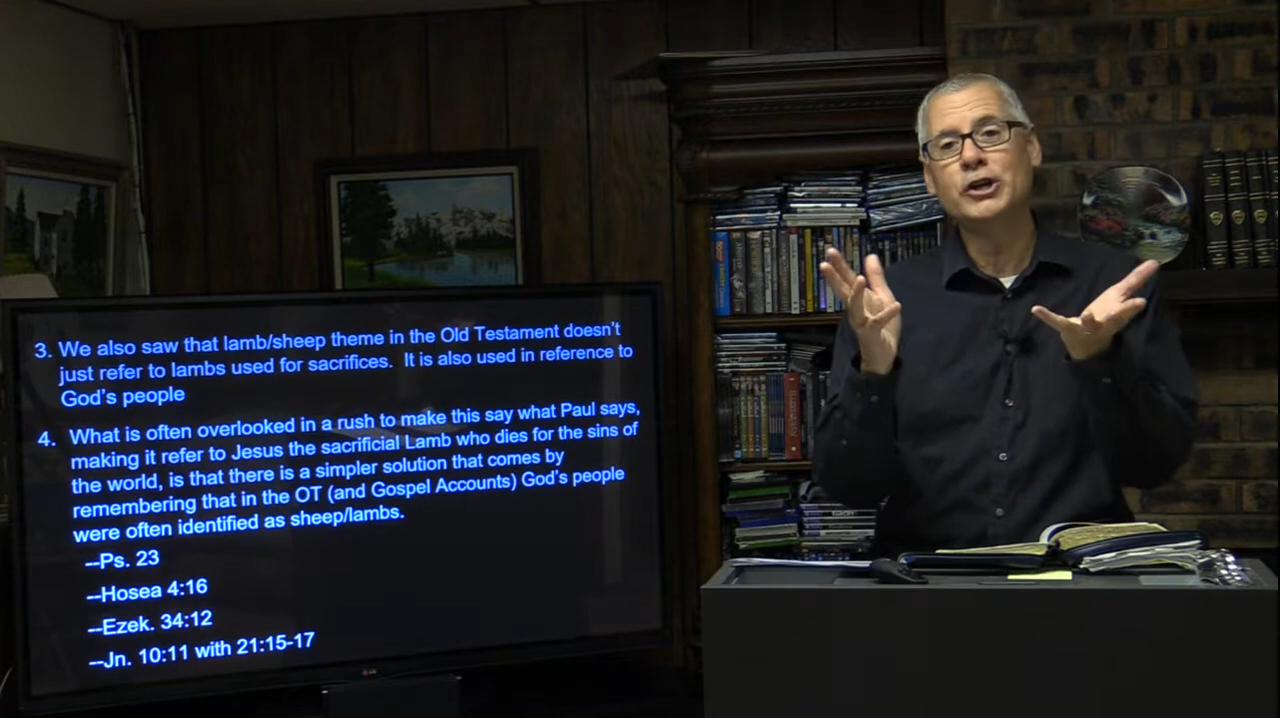 3. We also saw that lamb/sheep theme in the Old Testament doesn't
just refer to lambs used for sacrifices. It is also used in reference to
God's people
4. What is often overlooked in a rush to make this say what Paul says,
making it refer to Jesus the sacrificial Lamb who dies for the sins of
the world, is that there is a simpler solution that comes by
remembering that in the OT (and Gospel Accounts) God's people
were often identified as sheep/lambs.
--Ps. 23
--Hosea 4:16
--Ezek. 34:12
--Jn. 10:11 with 21:15-17
LG